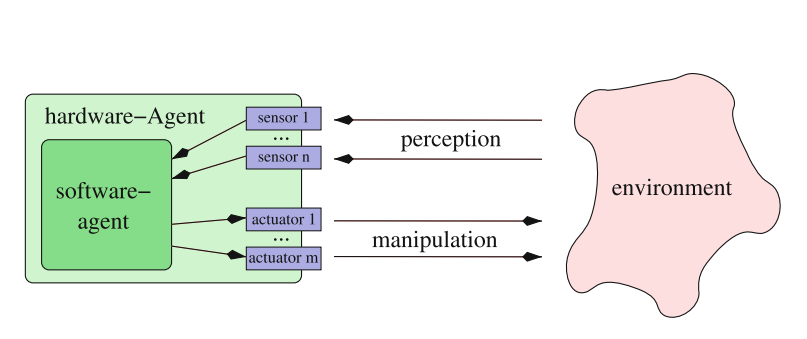 hardware–Agent
sensor 1
...
sensor n
perception
software–
agent
environment
actuator 1
...
actuator m
manipulation